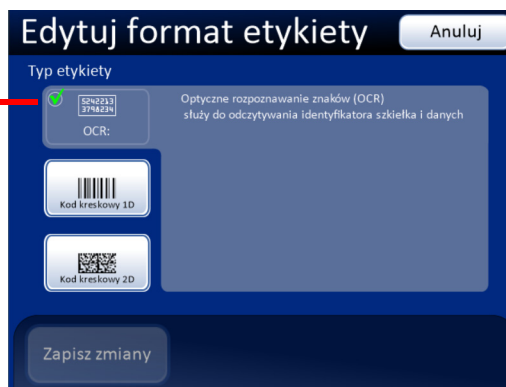 Edytuj format etykiety
Anuluj
Typ etykiety
5242213
3798234
OCR:
Optyczne rozpoznawanie znaków (OCR)
służy do odczytywania identyfikatora szkiełka i danych
Kod kreskowy 1D
Kod kreskowy 2D
Zapisz zmiany